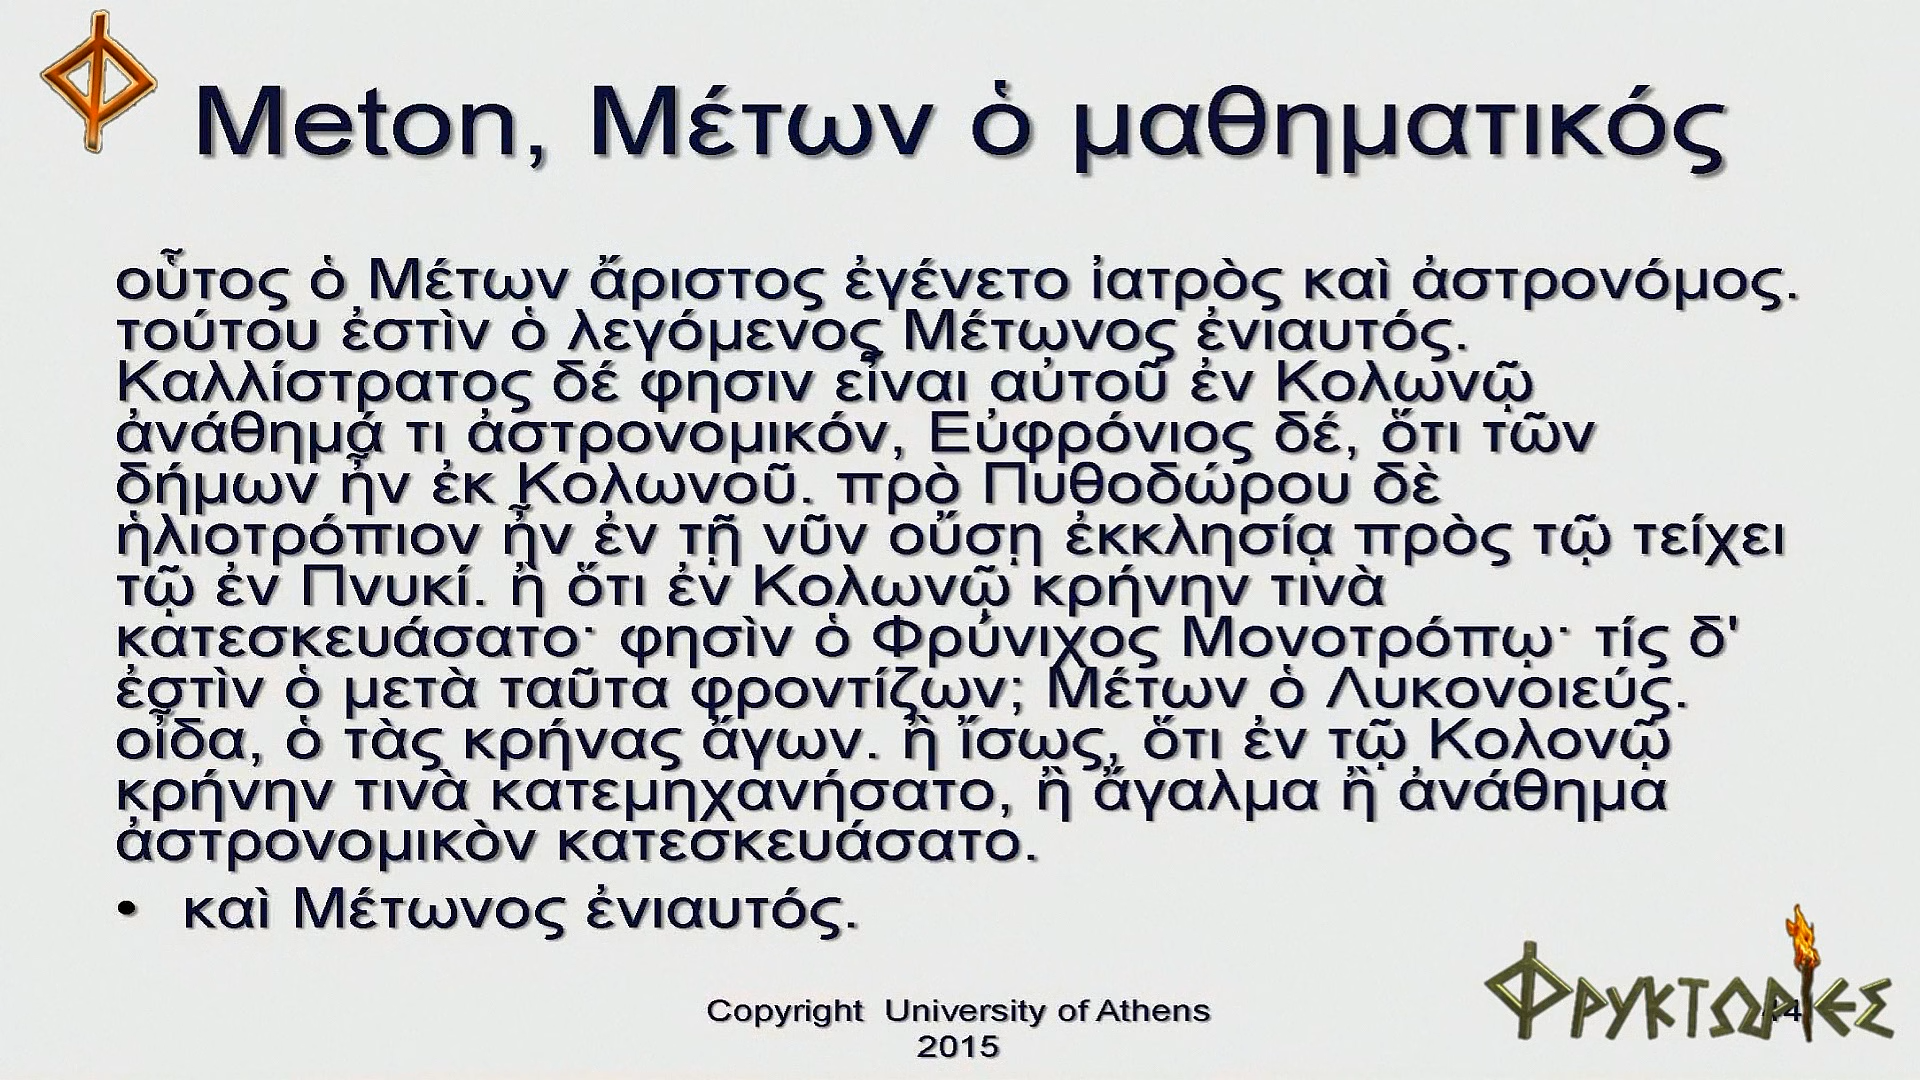 Meton, Μέτων ὁ μαθηματικός
οὗτος ὁ Μέτων ἄριστος ἐγένετο ἰατρὸς καὶ ἀστρονόμος.
τούτου ἐστὶν ὁ λεγόμενος Μέτωνος ἐνιαυτός.
Καλλίστρατος δέ φησιν εἶναι αὐτοῦ ἐν Κολωνῷ
ἀνάθημά τι ἀστρονομικόν, Εὐφρόνιος δέ, ὅτι τῶν
δήμων ἦν ἐκ Κολωνοῦ. πρὸ Πυθοδώρου δὲ
ἡλιοτρόπιον ἦν ἐν τῇ νῦν οὔσῃ ἐκκλησίᾳ πρὸς τῷ τείχει
τῷ ἐν Πνυκί. ἢ ὅτι ἐν Κολωνῷ κρήνην τινὰ
κατεσκευάσατο· φησὶν ὁ Φρύνιχος Μονοτρόπῳ· τίς δ'
ἐστὶν ὁ μετὰ ταῦτα φροντίζων; Μέτων ὁ Λυκονοιεύς.
οἶδα, ὁ τὰς κρήνας ἄγων. ἢ ἴσως, ὅτι ἐν τῷ Κολονῷ
κρήνην τινὰ κατεμηχανήσατο, ἢ ἄγαλμα ἢ ἀνάθημα
ἀστρονομικὸν κατεσκευάσατο.
• καὶ Μέτωνος ἐνιαυτός.
Copyright University of Athens
2015
ΦΡΥΚΤΩΡΙΕΣ